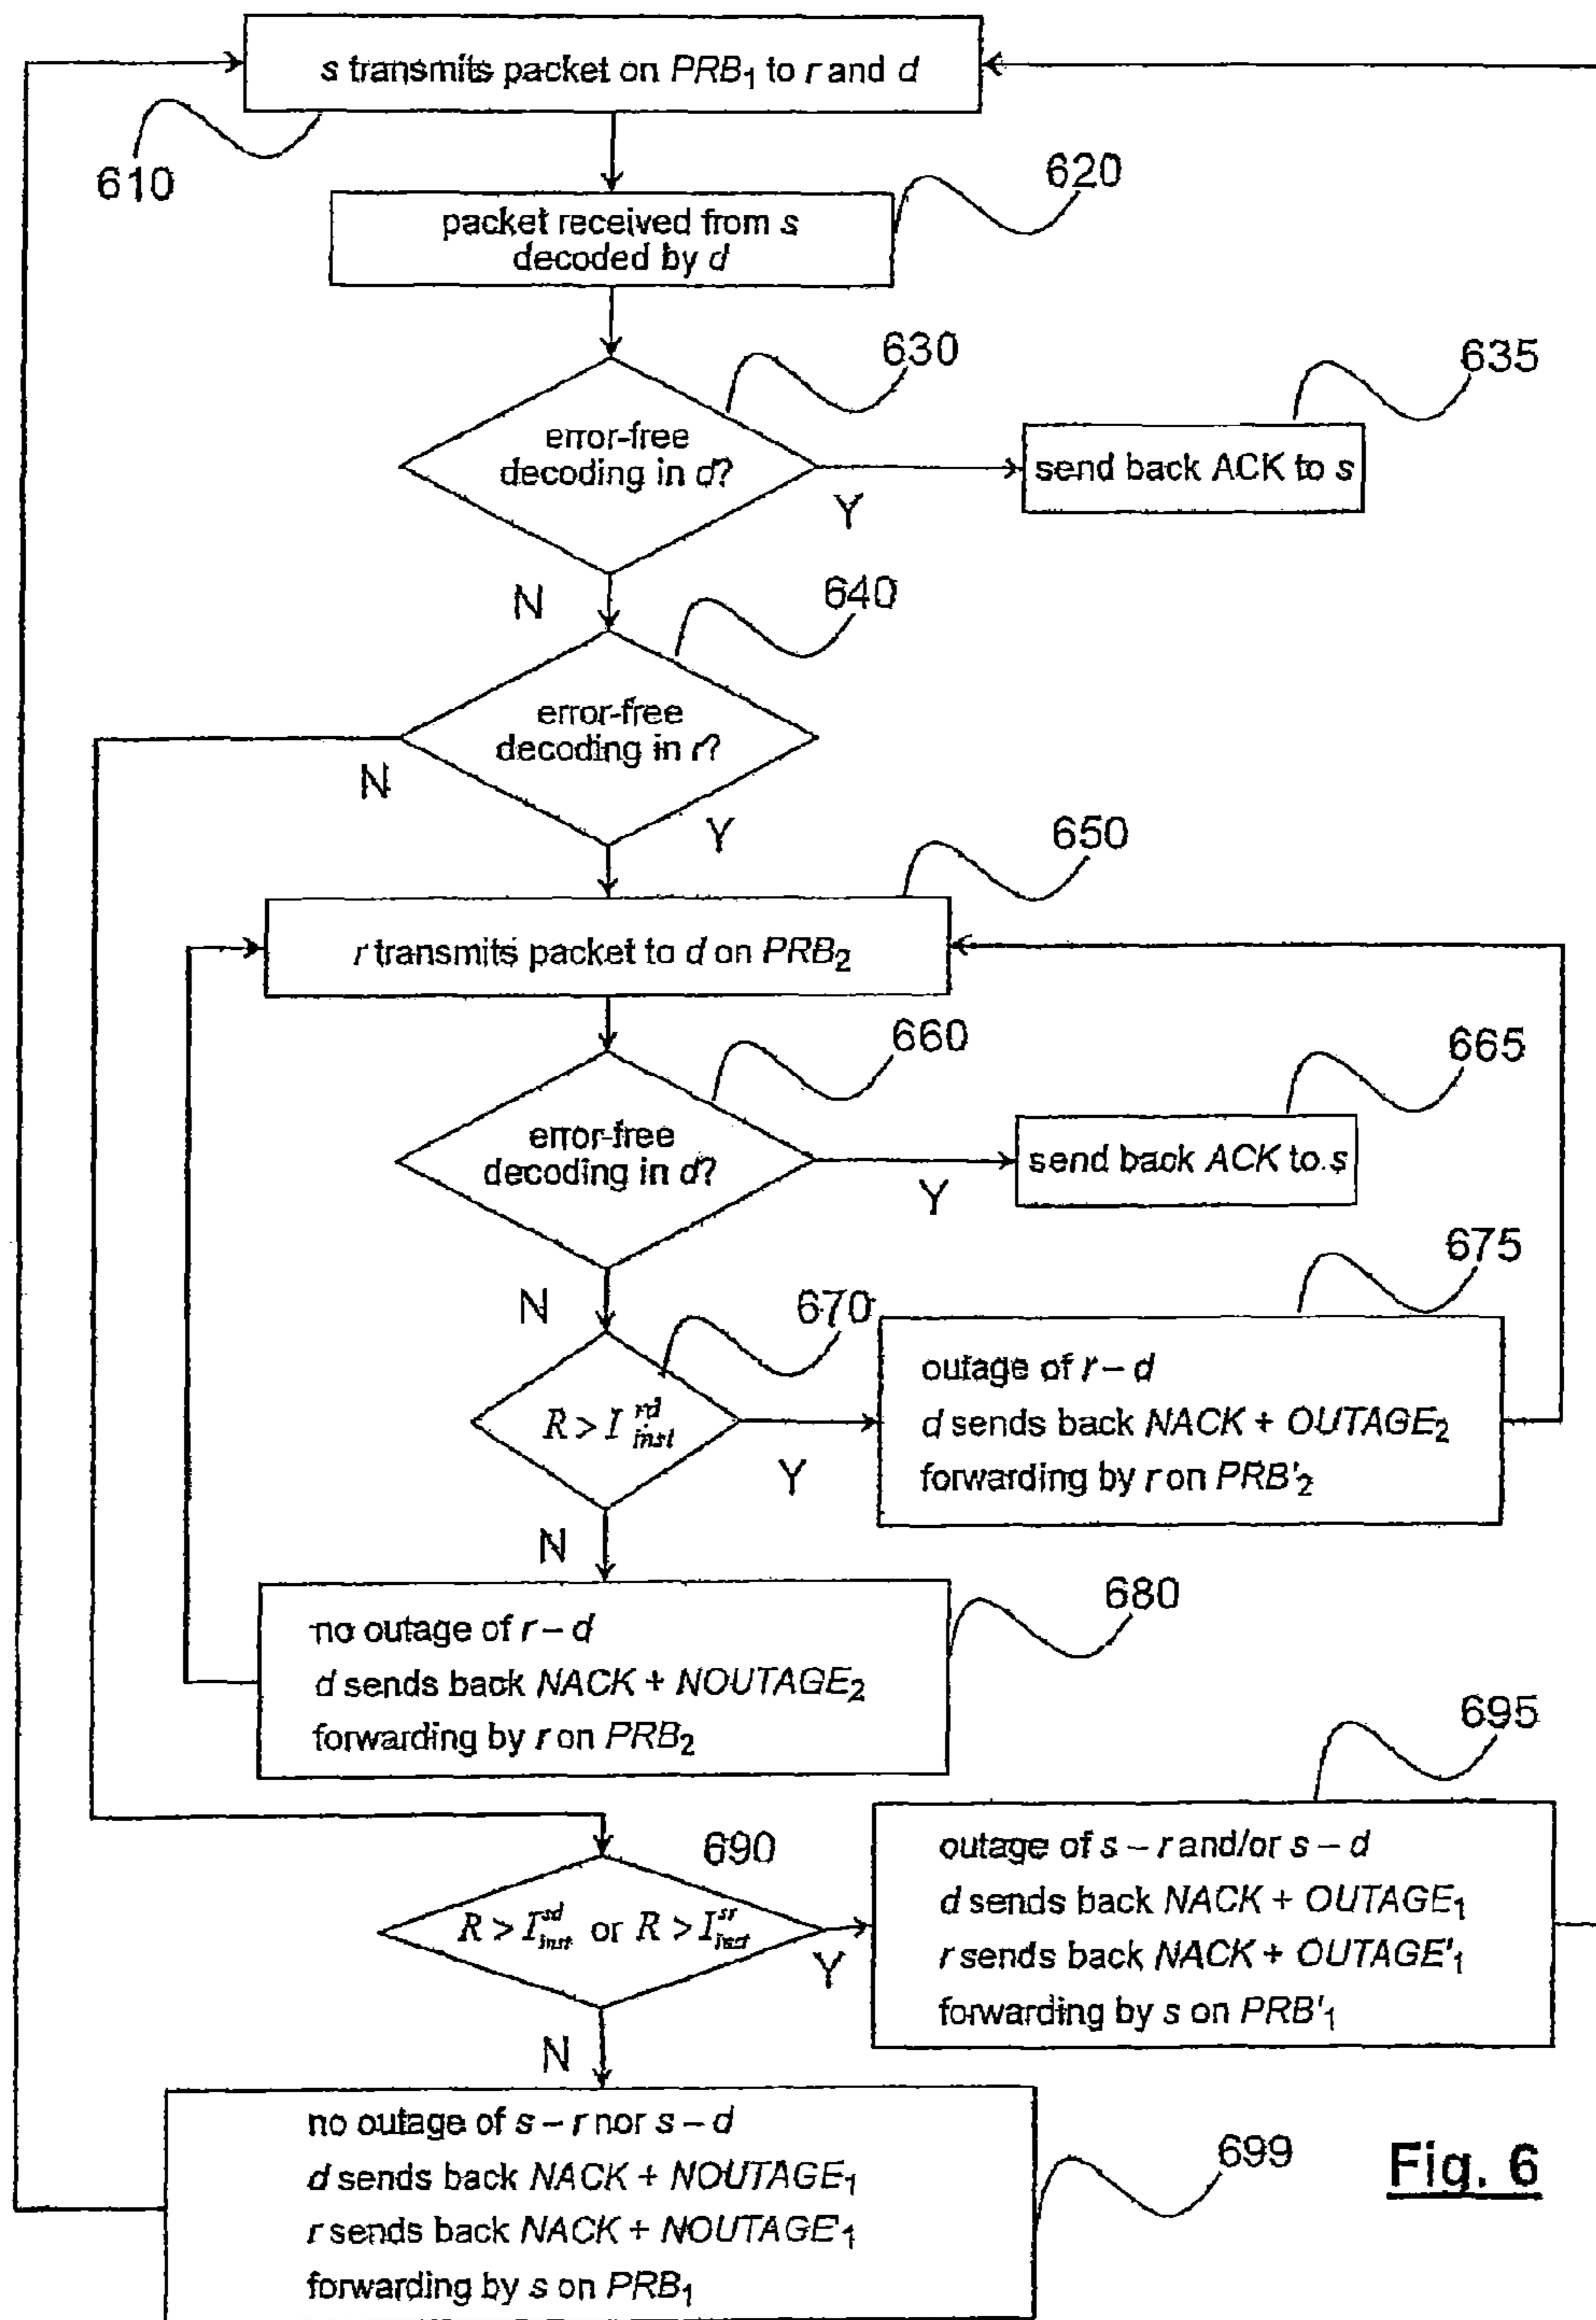 s transmits packet on PRB₁ to r and d
610
620
packet received from s
decoded by d
630
635
error-free
decoding in d?
send back ACK to s
Y
N
640
error-free
decoding in r?
N
Y
650
r transmits packet to d on PRB₂
660
665
error-free
decoding in d?
send back ACK to s
Y
675
N
670
R > I_inst^rd
Y
outage of r – d
d sends back NACK + OUTAGE₂
forwarding by r on PRB'₂
N
680
no outage of r – d
d sends back NACK + NOUTAGE₂
forwarding by r on PRB₂
695
690
R > I_inst^sd or R > I_inst^sr
Y
outage of s – r and/or s – d
d sends back NACK + OUTAGE₁
r sends back NACK + OUTAGE'₁
forwarding by s on PRB'₁
N
no outage of s – r nor s – d
d sends back NACK + NOUTAGE₁
r sends back NACK + NOUTAGE'₁
forwarding by s on PRB₁
699
Fig. 6